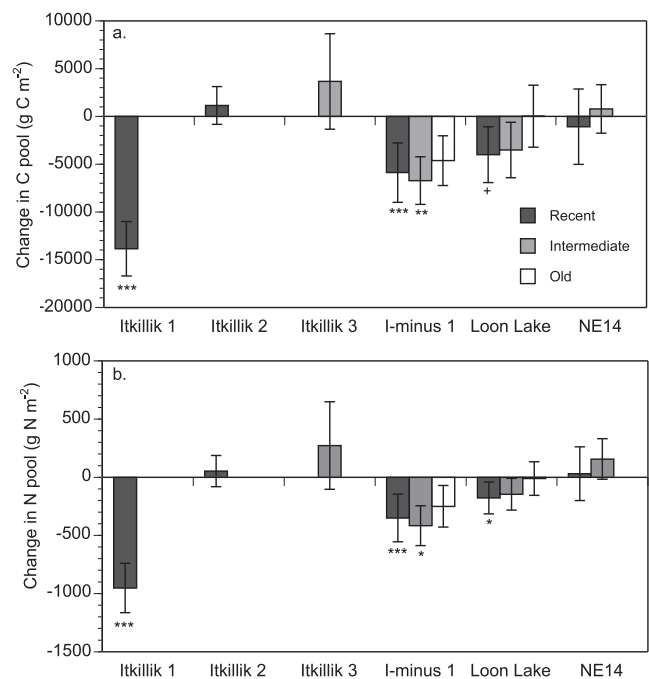 a.
Change in C pool (g C m⁻²)
10000
5000
0
-5000
-10000
-15000
-20000
***
***
**
+
Recent
Intermediate
Old
Itkillik 1 Itkillik 2 Itkillik 3 I-minus 1 Loon Lake NE14
b.
Change in N pool (g N m⁻²)
1000
500
0
-500
-1000
-1500
***
***
*
*
Itkillik 1 Itkillik 2 Itkillik 3 I-minus 1 Loon Lake NE14